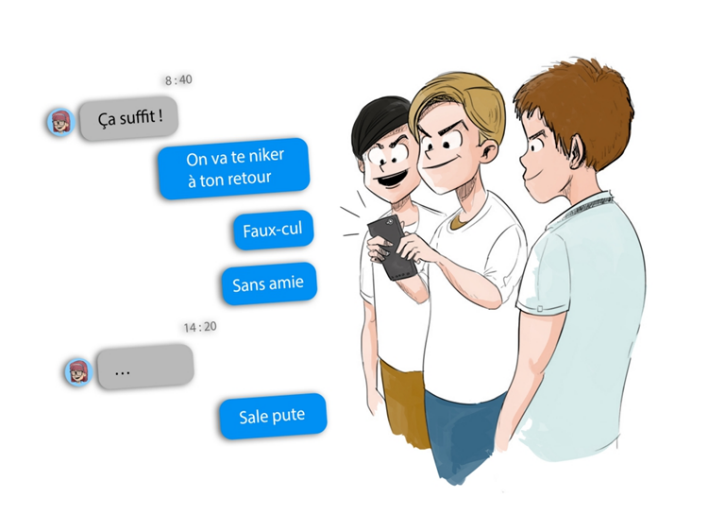 8 : 40
Ça suffit !
On va te niker
à ton retour
Faux-cul
Sans amie
14 : 20
...
Sale pute